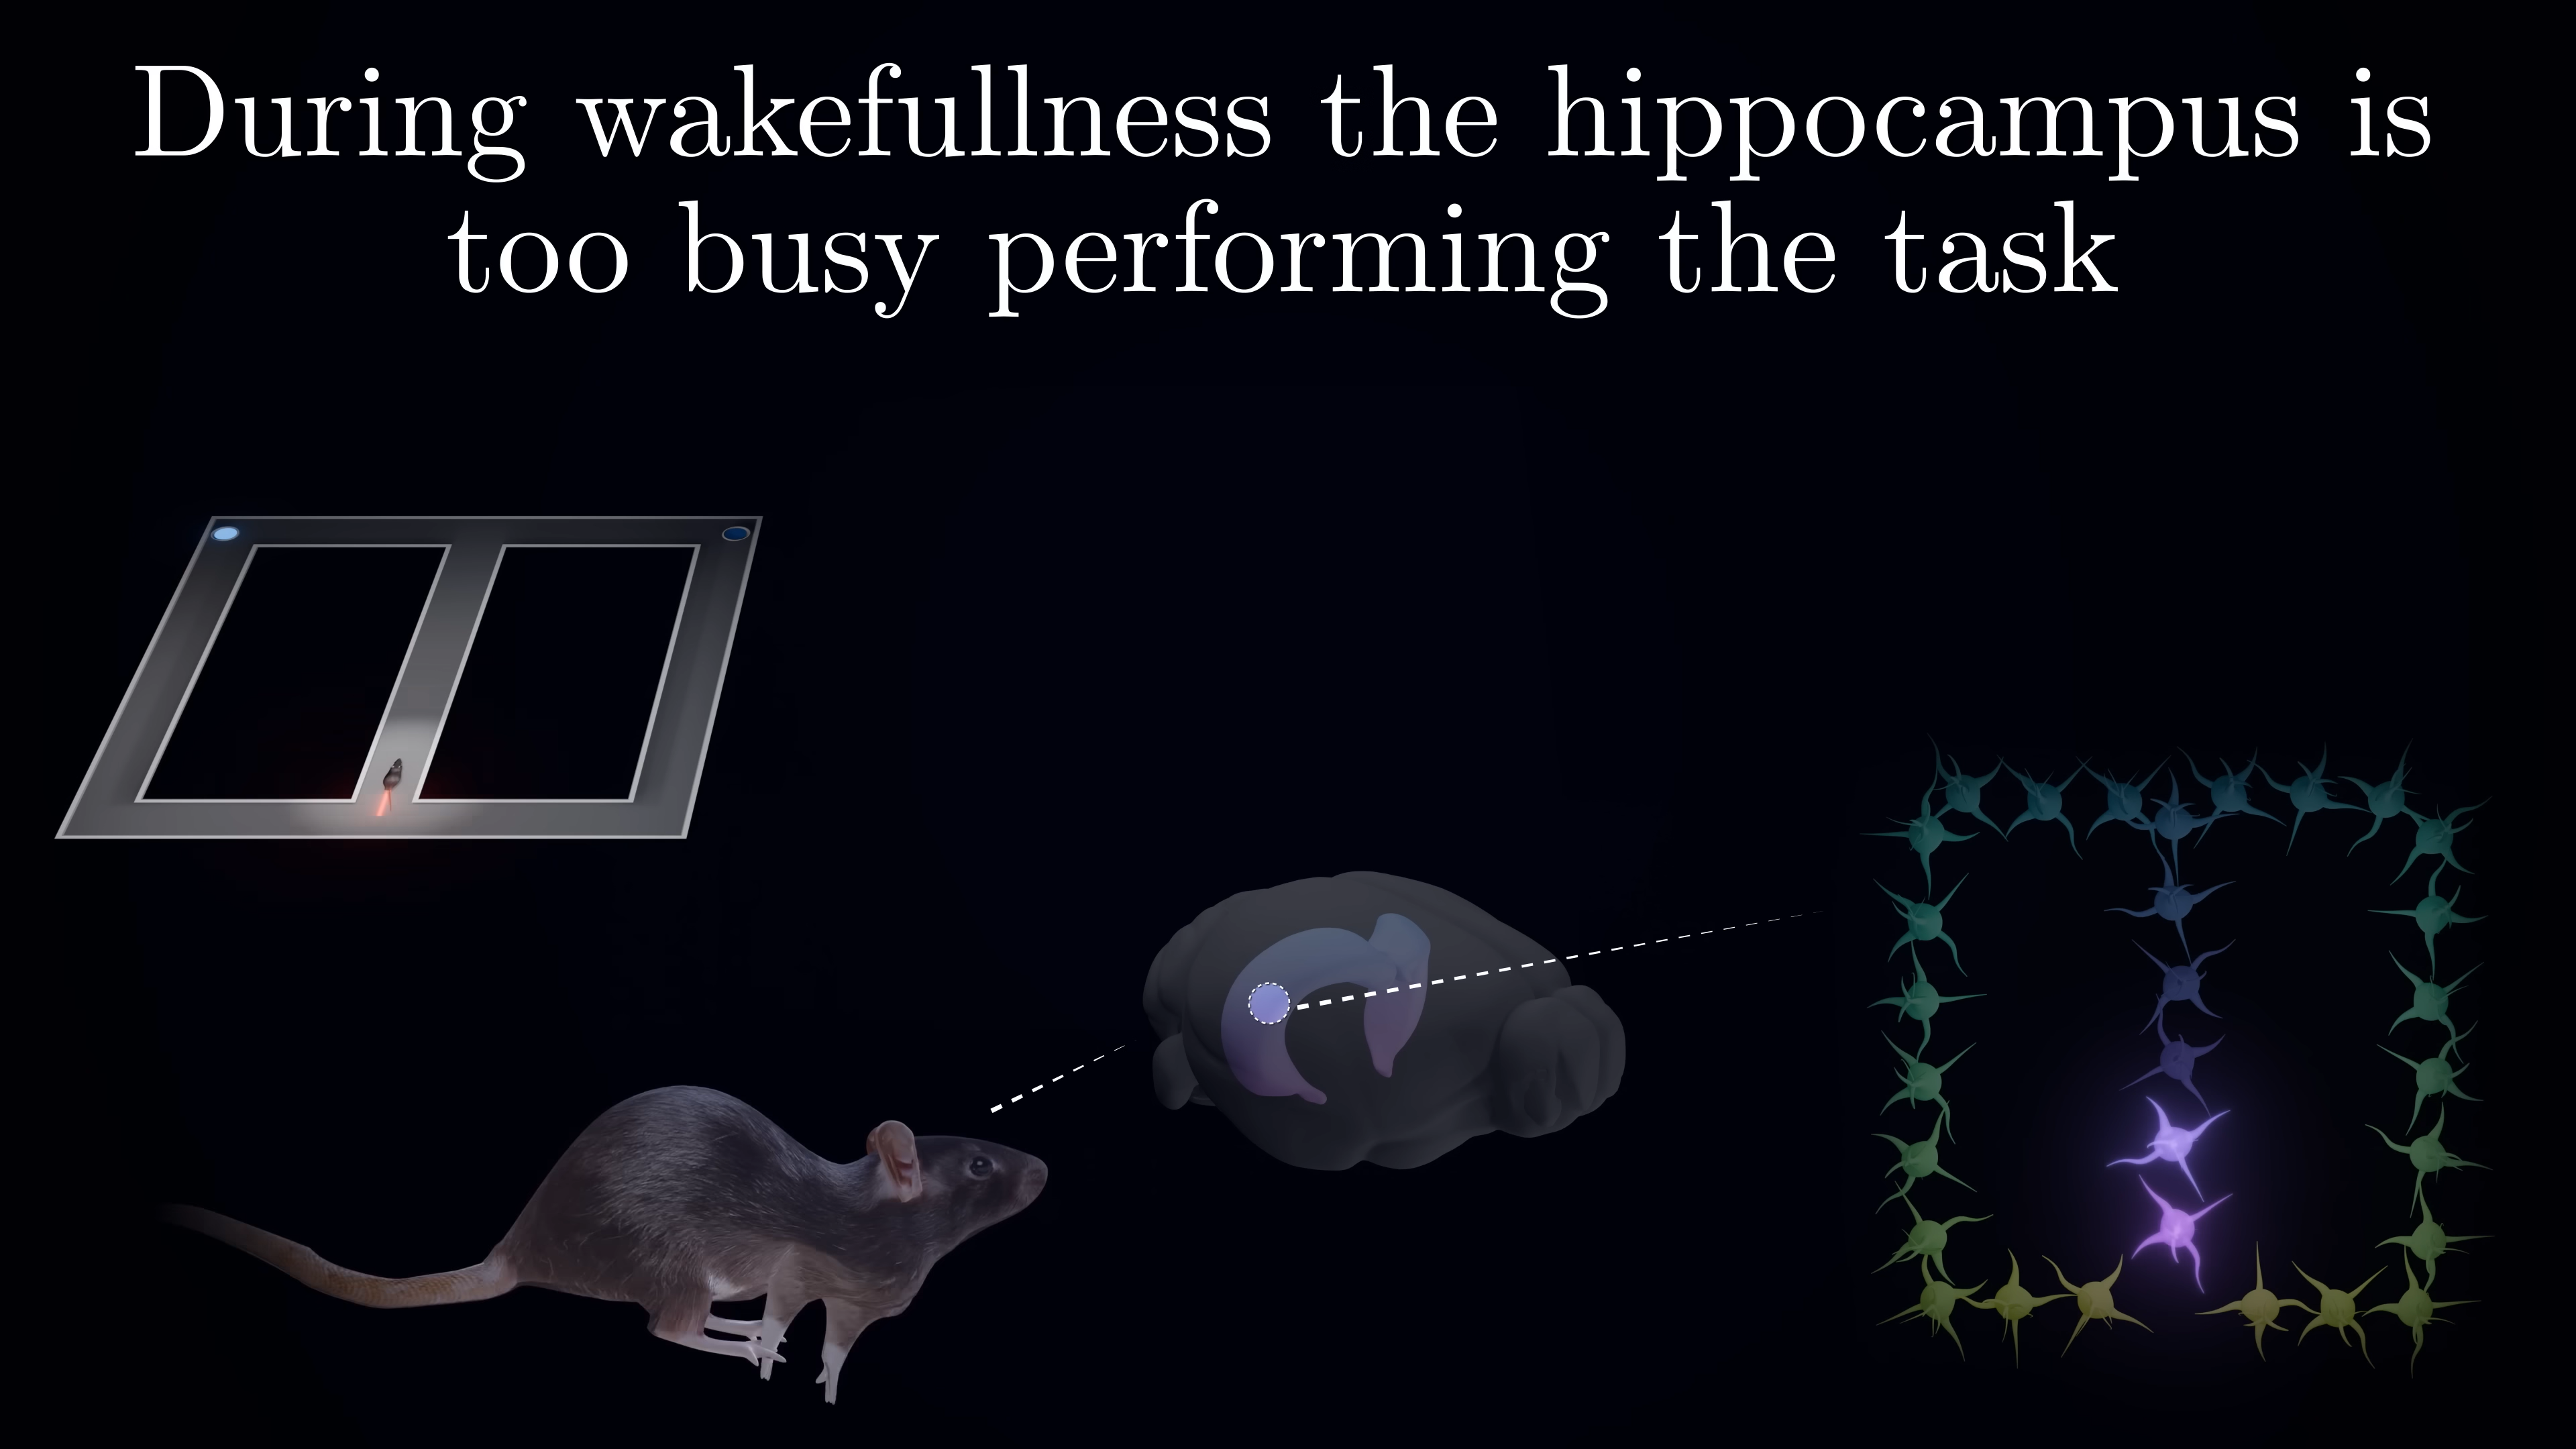 During wakefullness the hippocampus is
too busy performing the task